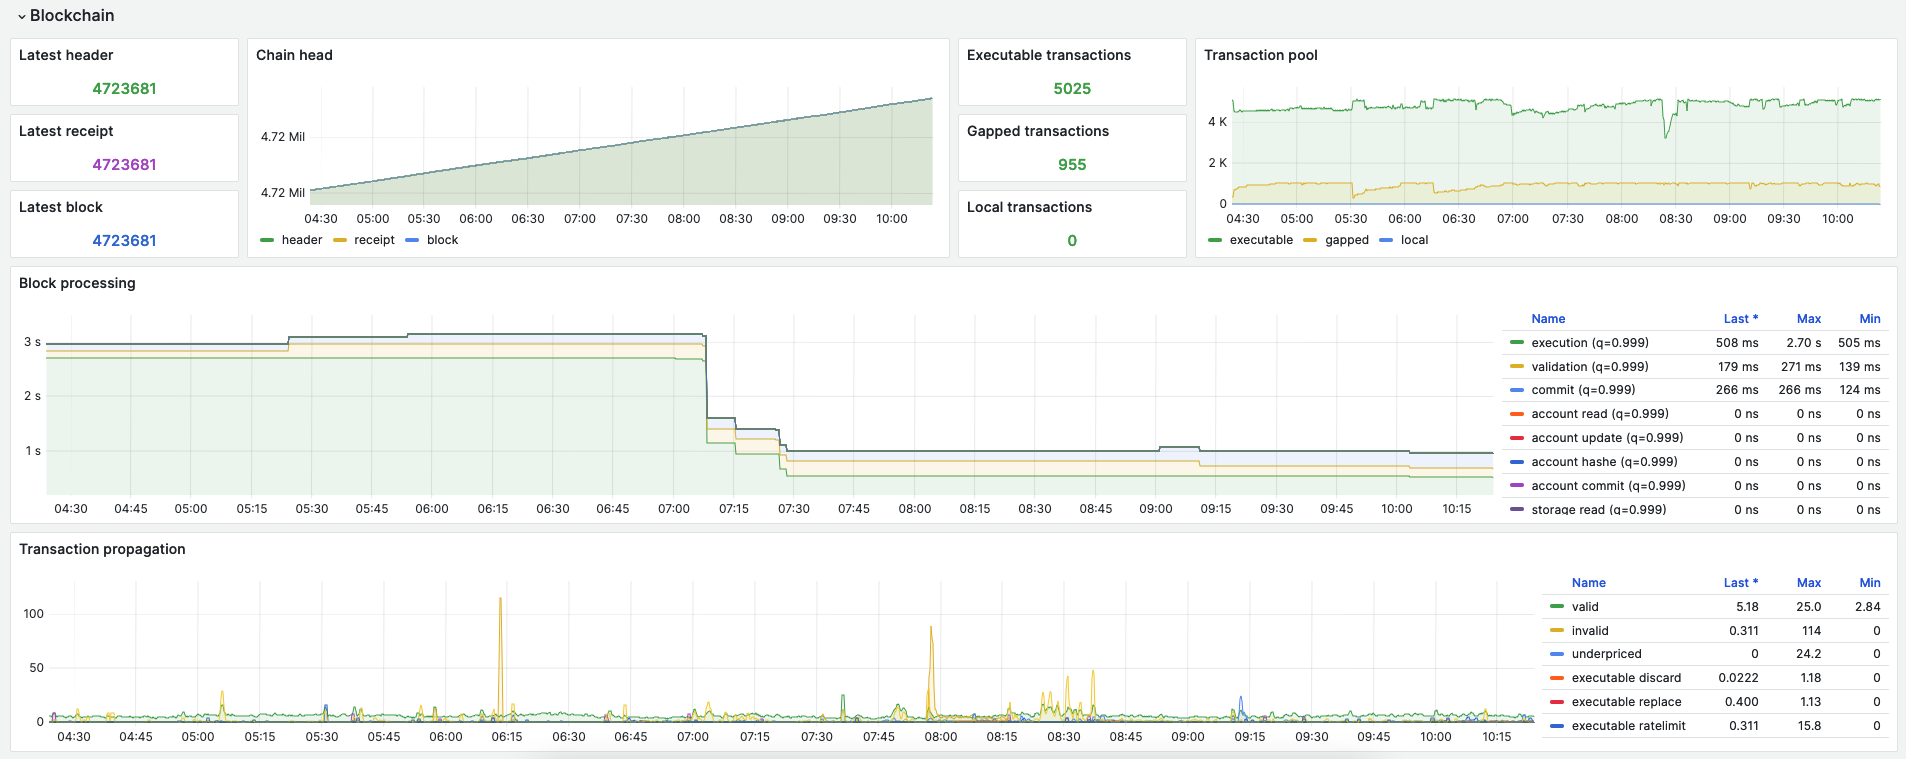 Blockchain
Latest header
4723681
Latest receipt
4723681
Latest block
4723681
Chain head
4.72 Mil
4.72 Mil
04:30 05:00 05:30 06:00 06:30 07:00 07:30 08:00 08:30 09:00 09:30 10:00
header receipt block
Executable transactions
5025
Gapped transactions
955
Local transactions
0
Transaction pool
4 K
2 K
0
04:30 05:00 05:30 06:00 06:30 07:00 07:30 08:00 08:30 09:00 09:30 10:00
executable gapped local
Block processing
3 s
2 s
1 s
04:30 04:45 05:00 05:15 05:30 05:45 06:00 06:15 06:30 06:45 07:00 07:15 07:30 07:45 08:00 08:15 08:30 08:45 09:00 09:15 09:30 09:45 10:00 10:15
Name Last * Max Min
execution (q=0.999) 508 ms 2.70 s 505 ms
validation (q=0.999) 179 ms 271 ms 139 ms
commit (q=0.999) 266 ms 266 ms 124 ms
account read (q=0.999) 0 ns 0 ns 0 ns
account update (q=0.999) 0 ns 0 ns 0 ns
account hashe (q=0.999) 0 ns 0 ns 0 ns
account commit (q=0.999) 0 ns 0 ns 0 ns
storage read (q=0.999) 0 ns 0 ns 0 ns
Transaction propagation
100
50
0
04:30 04:45 05:00 05:15 05:30 05:45 06:00 06:15 06:30 06:45 07:00 07:15 07:30 07:45 08:00 08:15 08:30 08:45 09:00 09:15 09:30 09:45 10:00 10:15
Name Last * Max Min
valid 5.18 25.0 2.84
invalid 0.311 114 0
underpriced 0 24.2 0
executable discard 0.0222 1.18 0
executable replace 0.400 1.13 0
executable ratelimit 0.311 15.8 0